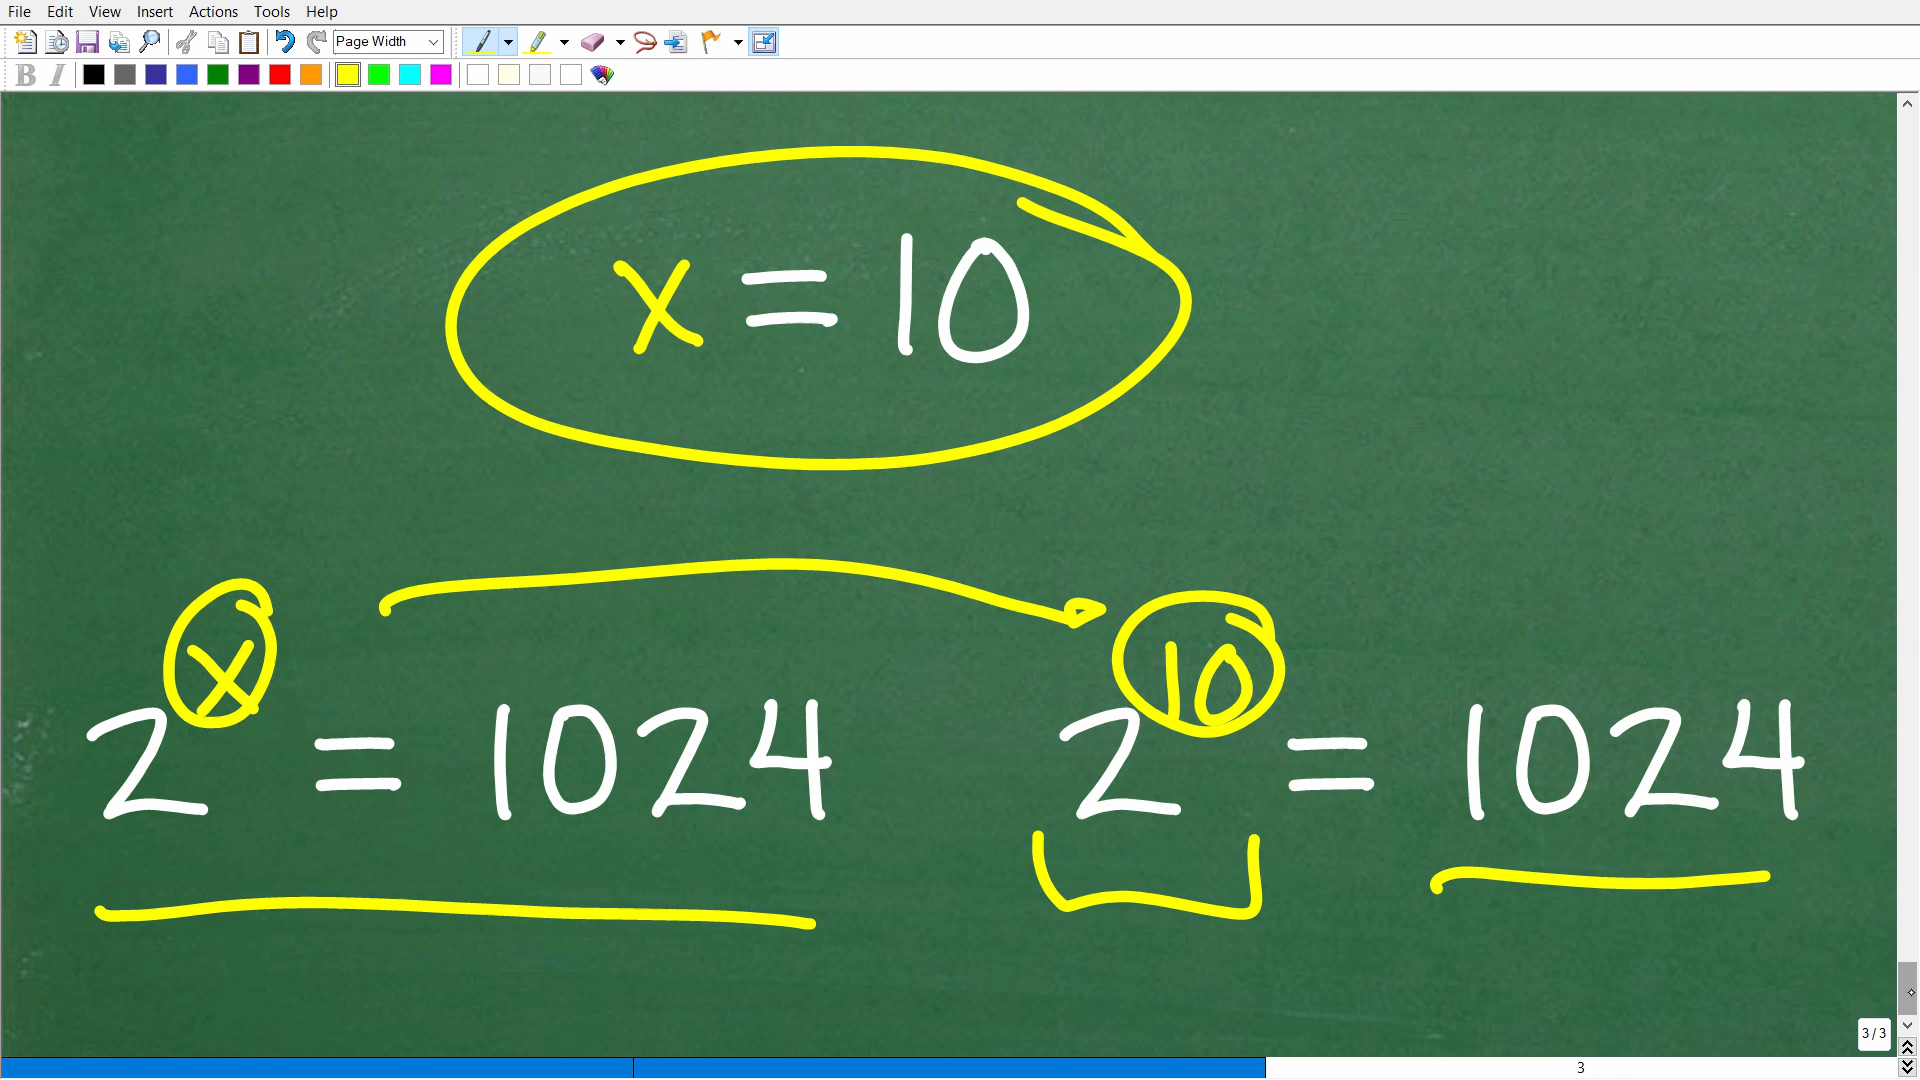 File Edit View Insert Actions Tools Help
Page Width
B I
x = 10
2^x = 1024 2^10 = 1024
3 / 3
3